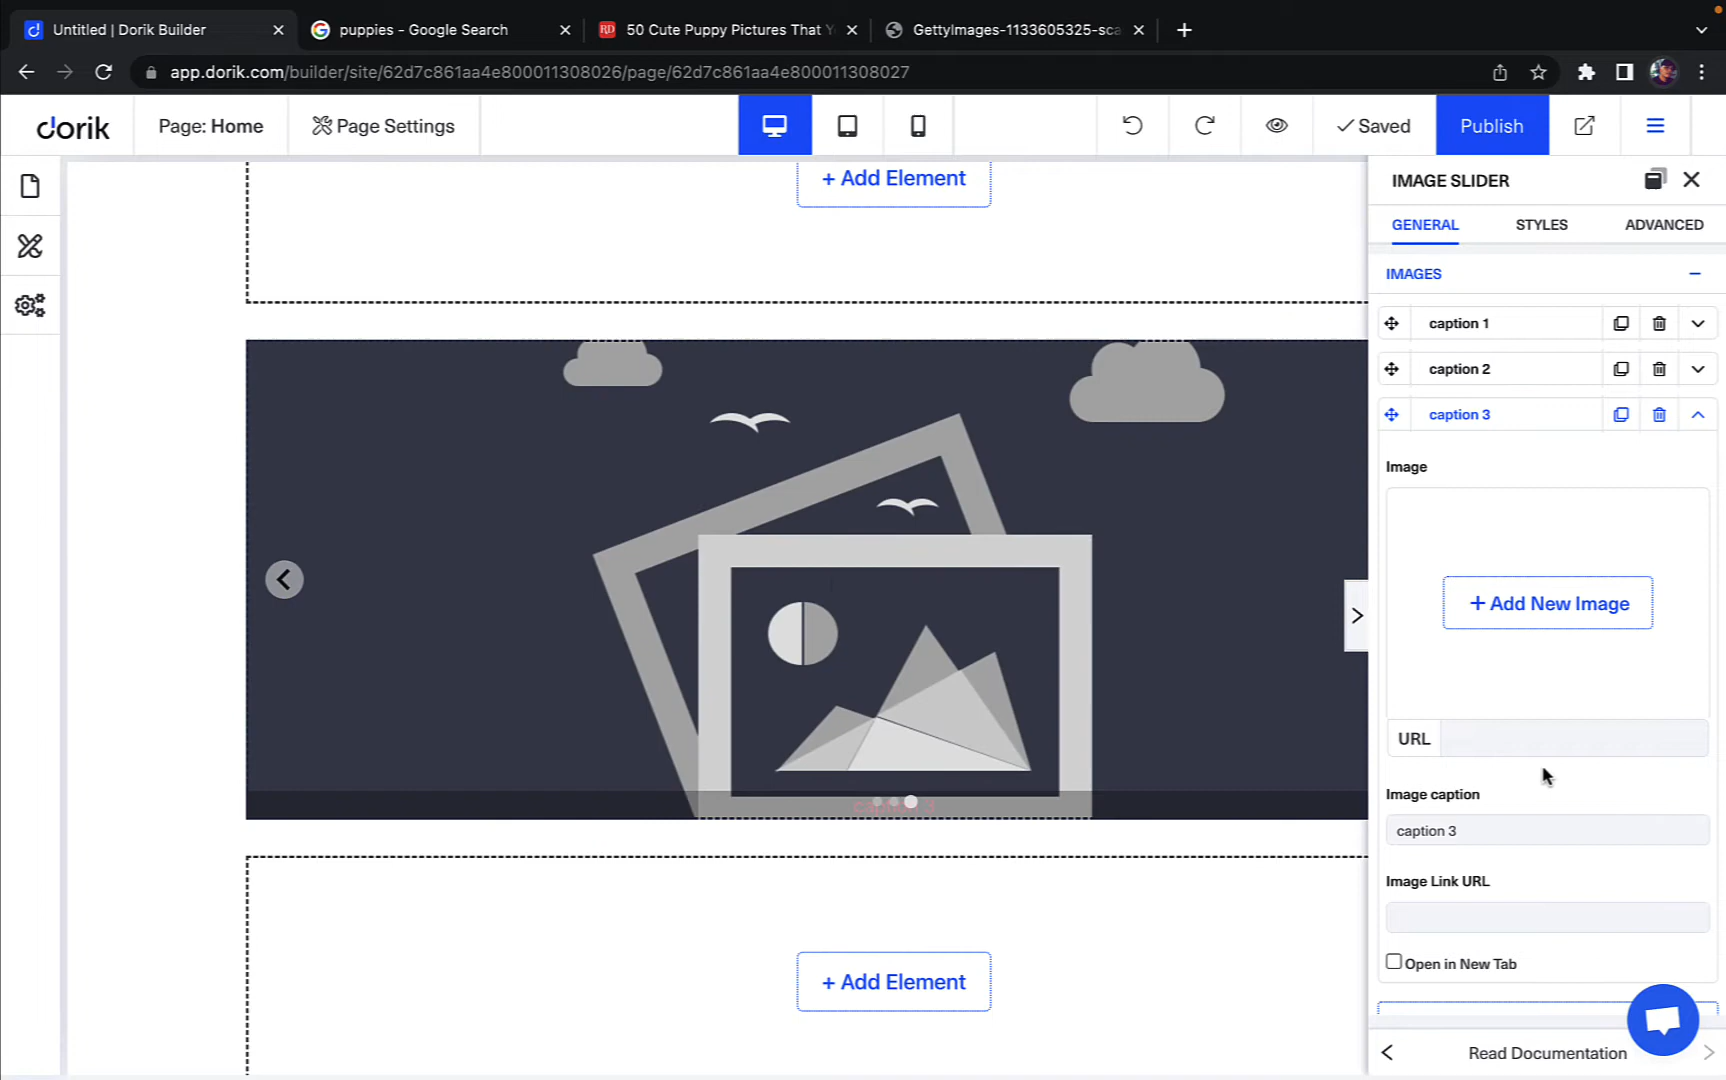 Untitled | Dorik Builder
puppies - Google Search
50 Cute Puppy Pictures That Y
GettyImages-1133605325-sca
app.dorik.com/builder/site/62d7c861aa4e800011308026/page/62d7c861aa4e800011308027
dorik
Page: Home
Page Settings
Saved
Publish
+ Add Element
IMAGE SLIDER
GENERAL
STYLES
ADVANCED
IMAGES
caption 1
caption 2
caption 3
Image
+ Add New Image
URL
Image caption
caption 3
Image Link URL
Open in New Tab
caption 3
+ Add Element
Read Documentation